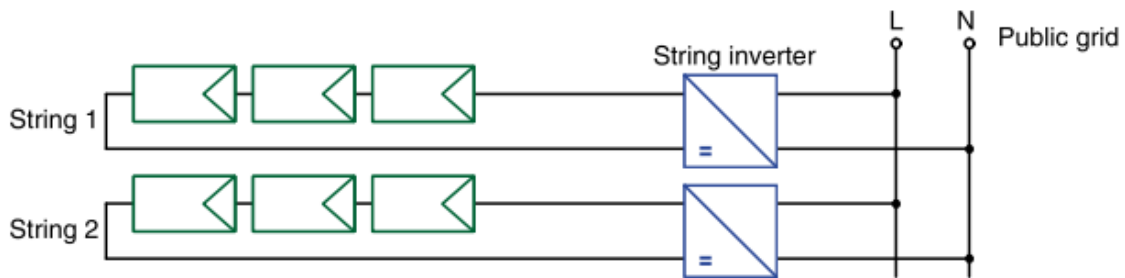 L N
Public grid
String inverter
String 1
=
String 2
=